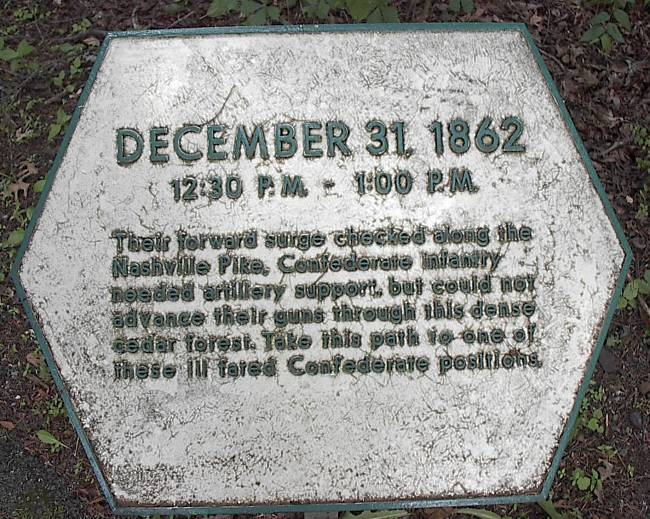 DECEMBER 31, 1862
12:30 P.M. - 1:00 P.M.
Their forward surge checked along the
Nashville Pike, Confederate infantry
needed artillery support, but could not
advance their guns through this dense
cedar forest. Take this path to one of
these ill fated Confederate positions.